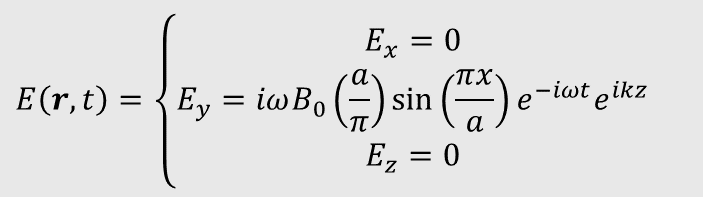 E_x = 0
E(r, t) = { E_y = iωB_0 (a/π) sin (πx/a) e^{−iωt} e^{ikz}
E_z = 0